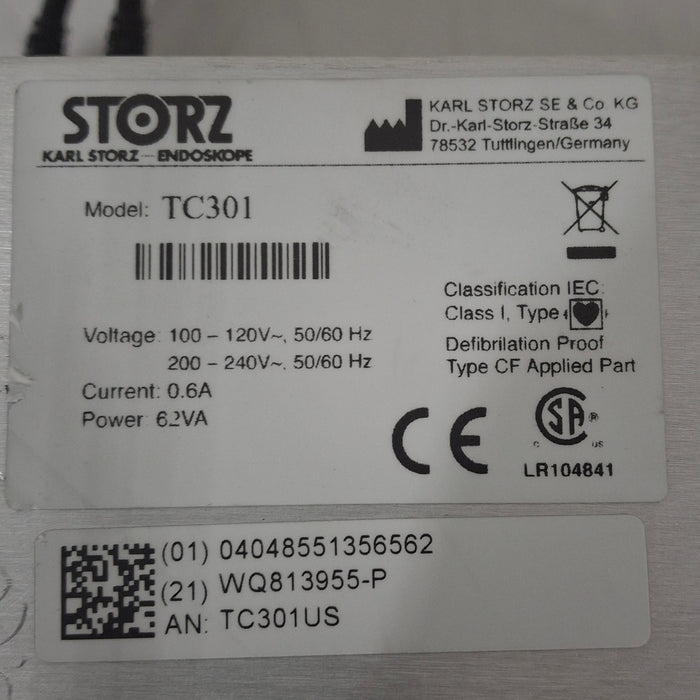 STORZ
KARL STORZ — ENDOSKOPE
KARL STORZ SE & Co. KG
Dr.-Karl-Storz-Straße 34
78532 Tuttlingen/Germany
Model: TC301
Voltage: 100 – 120V~, 50/60 Hz
200 – 240V~, 50/60 Hz
Current: 0.6A
Power: 62VA
Classification IEC:
Class I, Type
Defibrilation Proof
Type CF Applied Part
CE
SA ®
C US
LR104841
(01) 04048551356562
(21) WQ813955-P
AN: TC301US